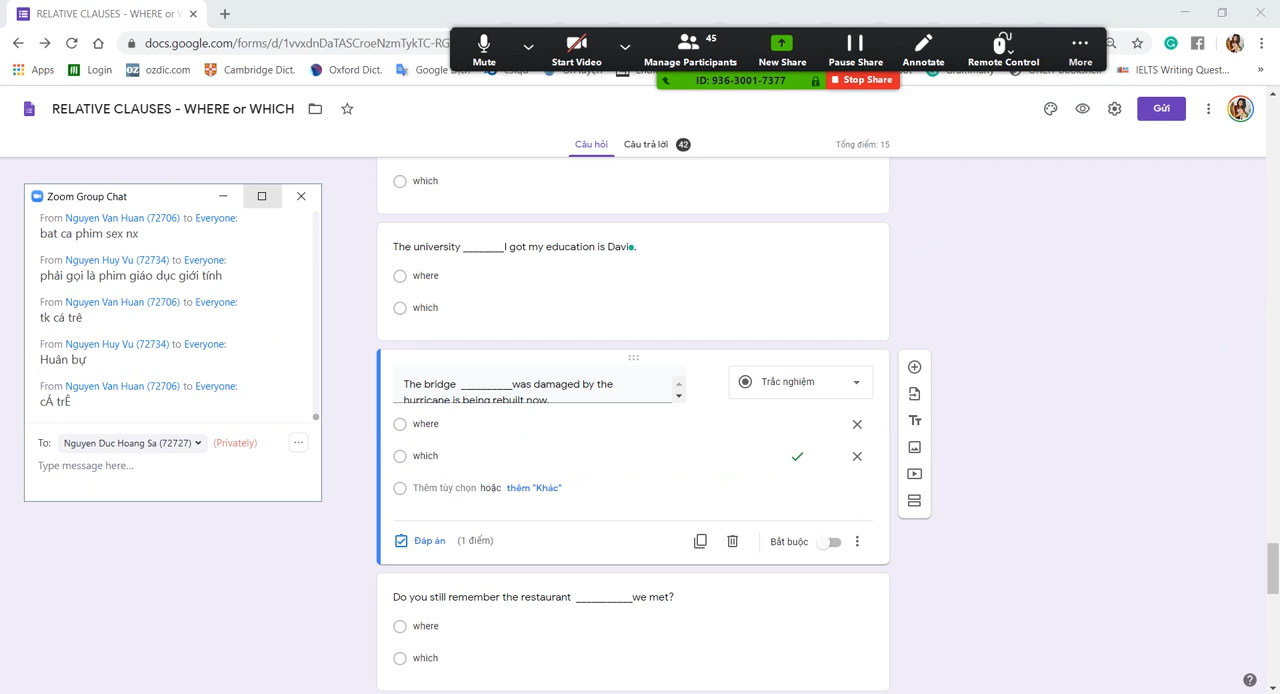 RELATIVE CLAUSES - WHERE or
docs.google.com/forms/d/1vvxdnDaTASCroeNzmTykTC-RG
Mute
Start Video
45
Manage Participants
New Share
Pause Share
Annotate
Remote Control
More
Apps
Login
ozdic.com
Cambridge Dict.
Oxford Dict.
IELTS Writing Quest...
ID: 936-3001-7377
Stop Share
RELATIVE CLAUSES - WHERE or WHICH
Gửi
Câu hỏi
Câu trả lời 42
Tổng điểm: 15
which
The university ________I got my education is Davi
where
which
The bridge __________was damaged by the
hurricane is being rebuilt now.
Trắc nghiệm
where
which
Thêm tùy chọn hoặc thêm "Khác"
Đáp án (1 điểm)
Bắt buộc
Do you still remember the restaurant ___________we met?
where
which
Zoom Group Chat
From Nguyen Van Huan (72706) to Everyone:
bat ca phim sex nx
From Nguyen Huy Vu (72734) to Everyone:
phải gọi là phim giáo dục giới tính
From Nguyen Van Huan (72706) to Everyone:
tk cá trê
From Nguyen Huy Vu (72734) to Everyone:
Huân bự
From Nguyen Van Huan (72706) to Everyone:
cÁ trÊ
To: Nguyen Duc Hoang Sa (72727) (Privately)
Type message here...